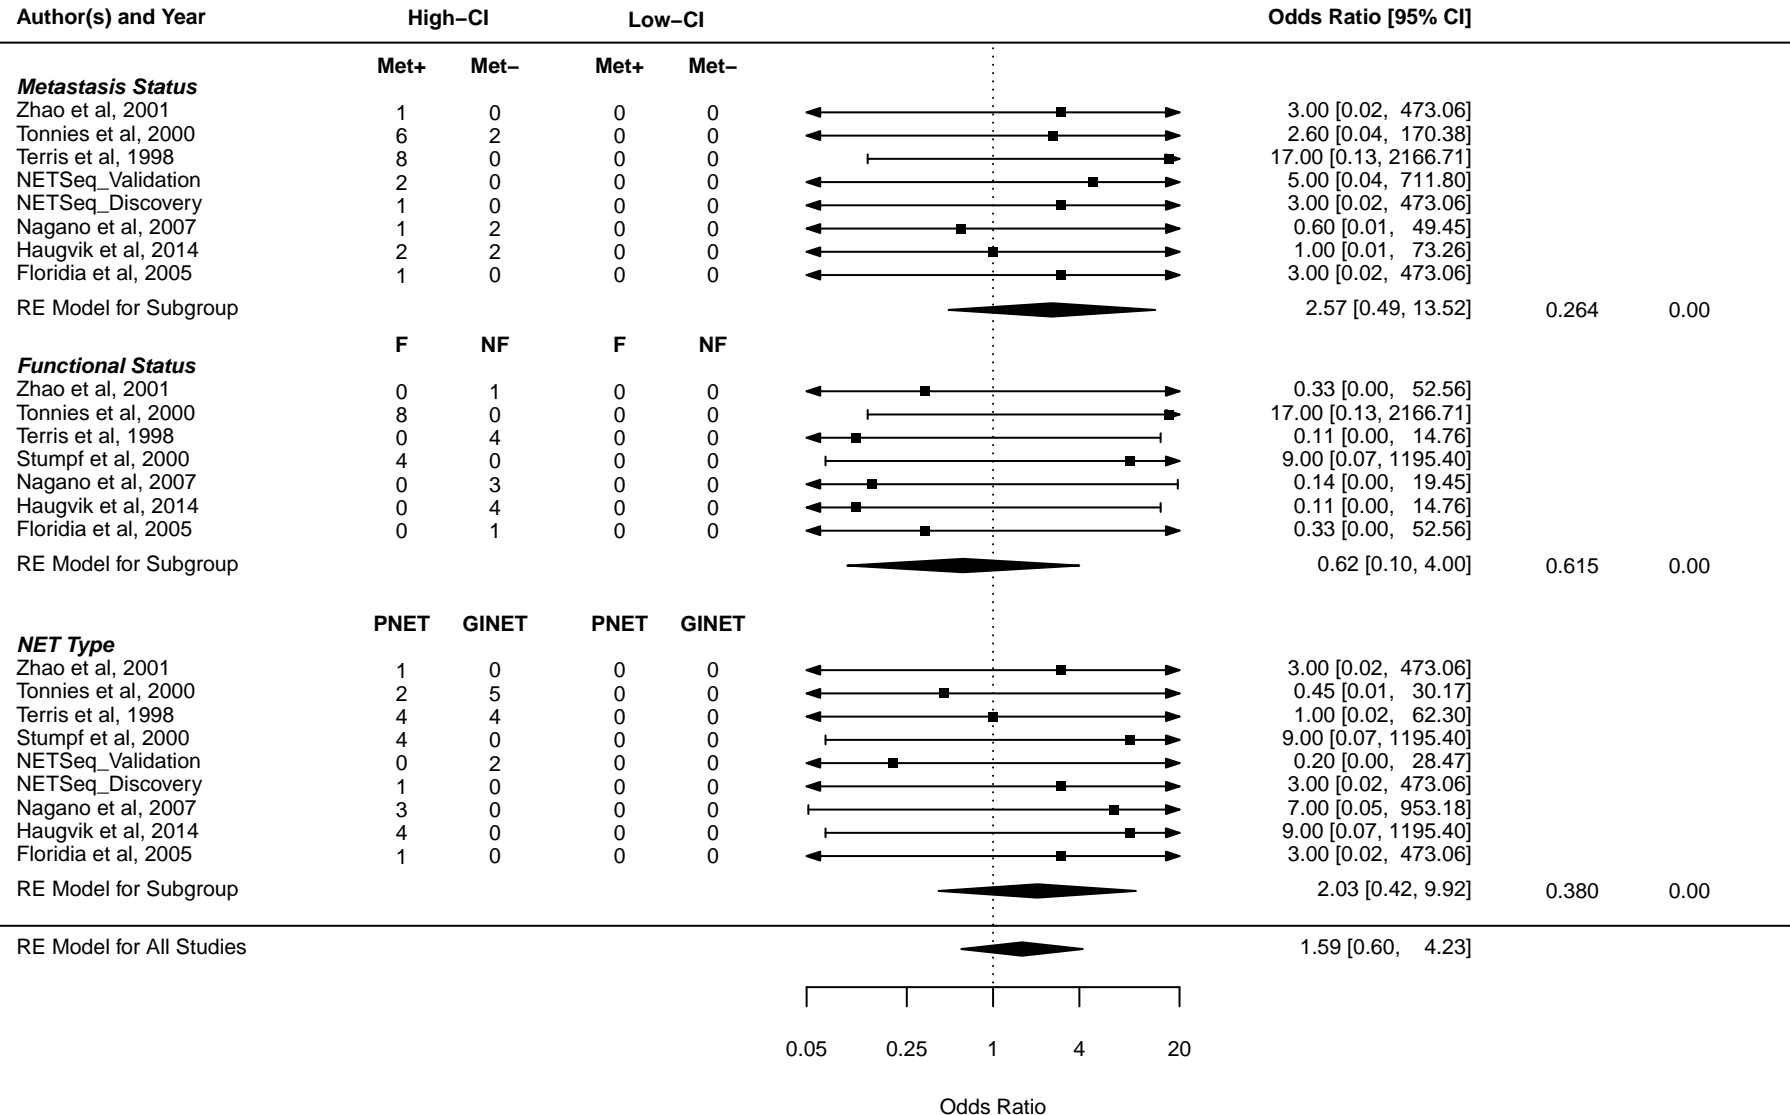 Author(s) and Year High−CI Low−CI Odds Ratio [95% CI]
Met+ Met− Met+ Met−
Metastasis Status
Zhao et al, 2001 1 0 0 0 3.00 [0.02, 473.06]
Tonnies et al, 2000 6 2 0 0 2.60 [0.04, 170.38]
Terris et al, 1998 8 0 0 0 17.00 [0.13, 2166.71]
NETSeq_Validation 2 0 0 0 5.00 [0.04, 711.80]
NETSeq_Discovery 1 0 0 0 3.00 [0.02, 473.06]
Nagano et al, 2007 1 2 0 0 0.60 [0.01, 49.45]
Haugvik et al, 2014 2 2 0 0 1.00 [0.01, 73.26]
Floridia et al, 2005 1 0 0 0 3.00 [0.02, 473.06]
RE Model for Subgroup 2.57 [0.49, 13.52] 0.264 0.00
F NF F NF
Functional Status
Zhao et al, 2001 0 1 0 0 0.33 [0.00, 52.56]
Tonnies et al, 2000 8 0 0 0 17.00 [0.13, 2166.71]
Terris et al, 1998 0 4 0 0 0.11 [0.00, 14.76]
Stumpf et al, 2000 4 0 0 0 9.00 [0.07, 1195.40]
Nagano et al, 2007 0 3 0 0 0.14 [0.00, 19.45]
Haugvik et al, 2014 0 4 0 0 0.11 [0.00, 14.76]
Floridia et al, 2005 0 1 0 0 0.33 [0.00, 52.56]
RE Model for Subgroup 0.62 [0.10, 4.00] 0.615 0.00
PNET GINET PNET GINET
NET Type
Zhao et al, 2001 1 0 0 0 3.00 [0.02, 473.06]
Tonnies et al, 2000 2 5 0 0 0.45 [0.01, 30.17]
Terris et al, 1998 4 4 0 0 1.00 [0.02, 62.30]
Stumpf et al, 2000 4 0 0 0 9.00 [0.07, 1195.40]
NETSeq_Validation 0 2 0 0 0.20 [0.00, 28.47]
NETSeq_Discovery 1 0 0 0 3.00 [0.02, 473.06]
Nagano et al, 2007 3 0 0 0 7.00 [0.05, 953.18]
Haugvik et al, 2014 4 0 0 0 9.00 [0.07, 1195.40]
Floridia et al, 2005 1 0 0 0 3.00 [0.02, 473.06]
RE Model for Subgroup 2.03 [0.42, 9.92] 0.380 0.00
RE Model for All Studies 1.59 [0.60, 4.23]
0.05 0.25 1 4 20
Odds Ratio